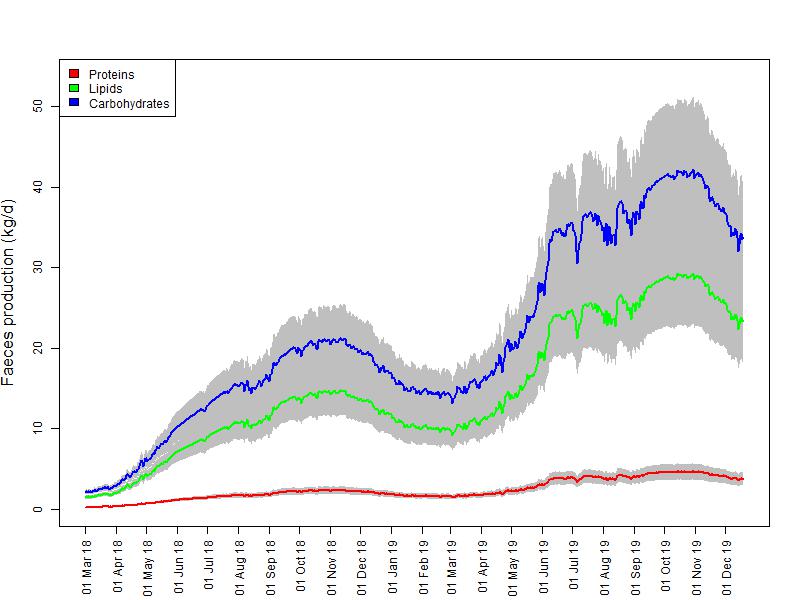 Proteins
Lipids
Carbohydrates
Faeces production (kg/d)
50
40
30
20
10
0
01 Mar 18
01 Apr 18
01 May 18
01 Jun 18
01 Jul 18
01 Aug 18
01 Sep 18
01 Oct 18
01 Nov 18
01 Dec 18
01 Jan 19
01 Feb 19
01 Mar 19
01 Apr 19
01 May 19
01 Jun 19
01 Jul 19
01 Aug 19
01 Sep 19
01 Oct 19
01 Nov 19
01 Dec 19